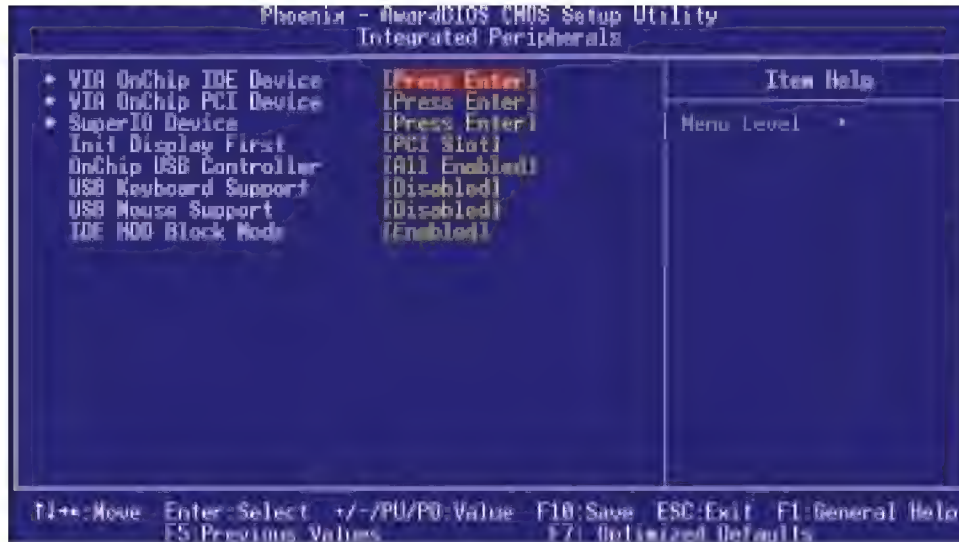 Phoenix - AwardBIOS CMOS Setup Utility
Integrated Peripherals
VIA OnChip IDE Device [Press Enter]
VIA OnChip PCI Device [Press Enter]
SuperIO Device [Press Enter]
Init Display First [PCI Slot]
OnChip USB Controller [All Enabled]
USB Keyboard Support [Disabled]
USB Mouse Support [Disabled]
IDE HDD Block Mode [Enabled]
Item Help
Menu Level
↑↓→←:Move Enter:Select +/-/PU/PD:Value F10:Save ESC:Exit F1:General Help
F5:Previous Values F7: Optimized Defaults